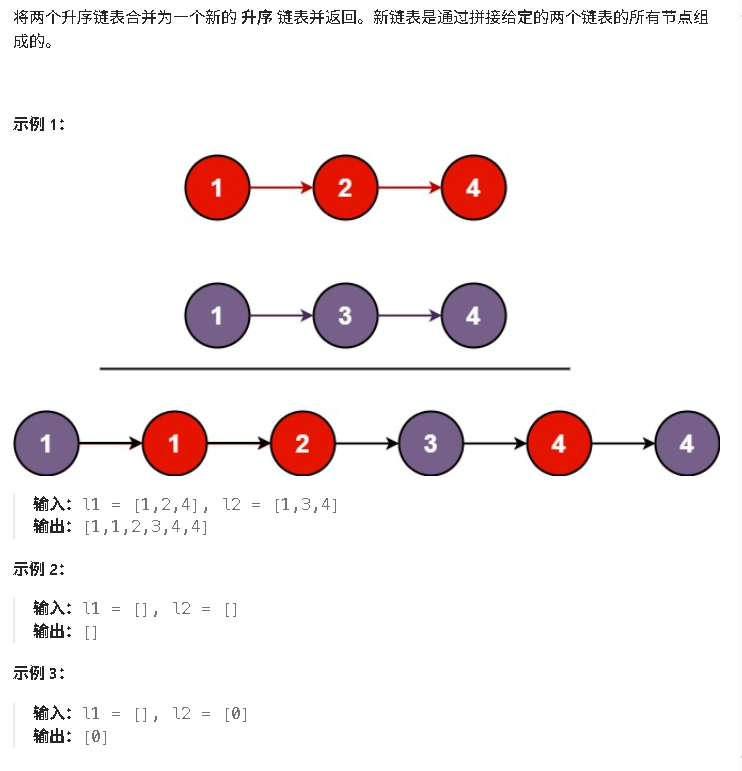 将两个升序链表合并为一个新的 升序 链表并返回。新链表是通过拼接给定的两个链表的所有节点组
成的。
示例 1：
1 2 4
1 3 4
1 1 2 3 4 4
输入：l1 = [1,2,4], l2 = [1,3,4]
输出：[1,1,2,3,4,4]
示例 2：
输入：l1 = [], l2 = []
输出：[]
示例 3：
输入：l1 = [], l2 = [0]
输出：[0]